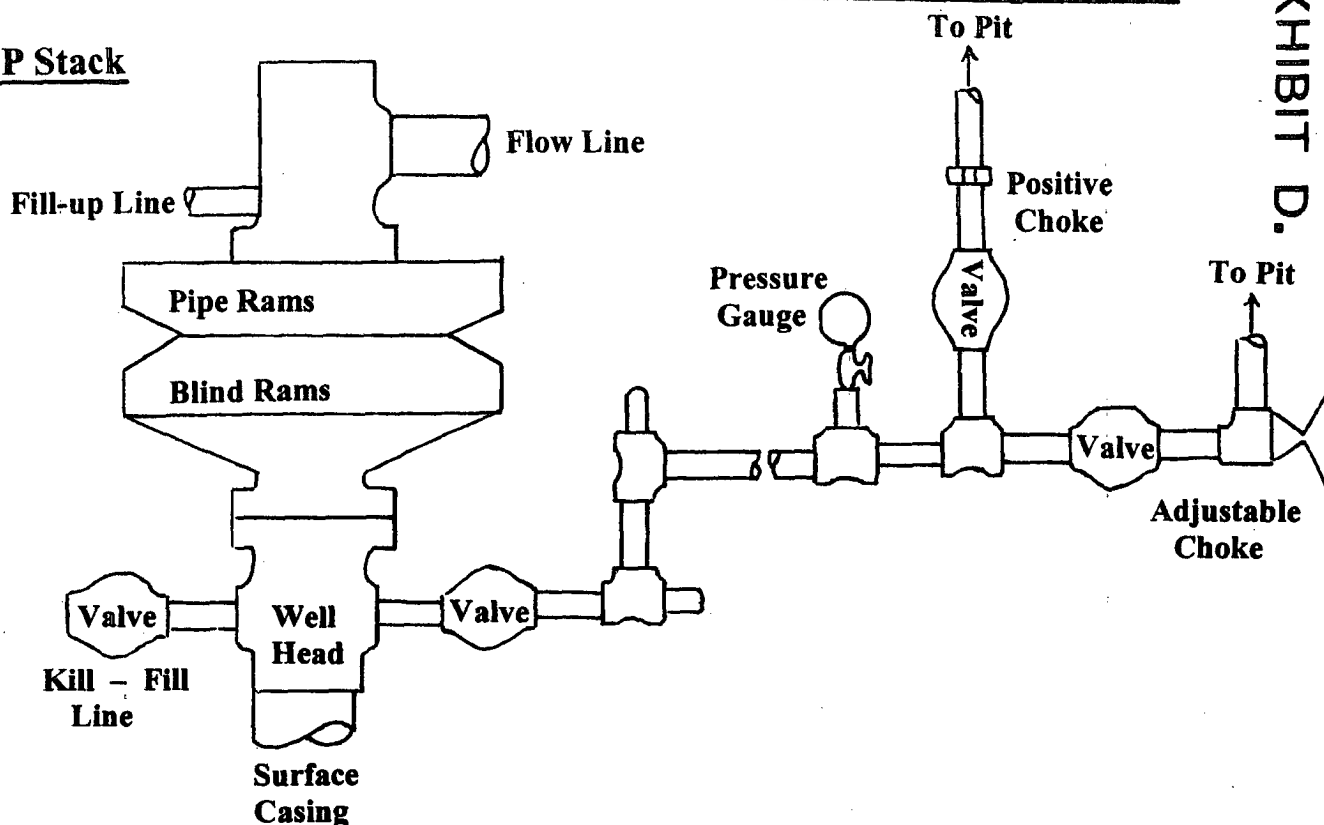 P Stack
To Pit
XHIBIT D.
Flow Line
Fill-up Line
Positive
Choke
Valve
To Pit
Pressure
Gauge
Pipe Rams
Blind Rams
Valve
Adjustable
Choke
Valve
Well
Head
Valve
Kill – Fill
Line
Surface
Casing